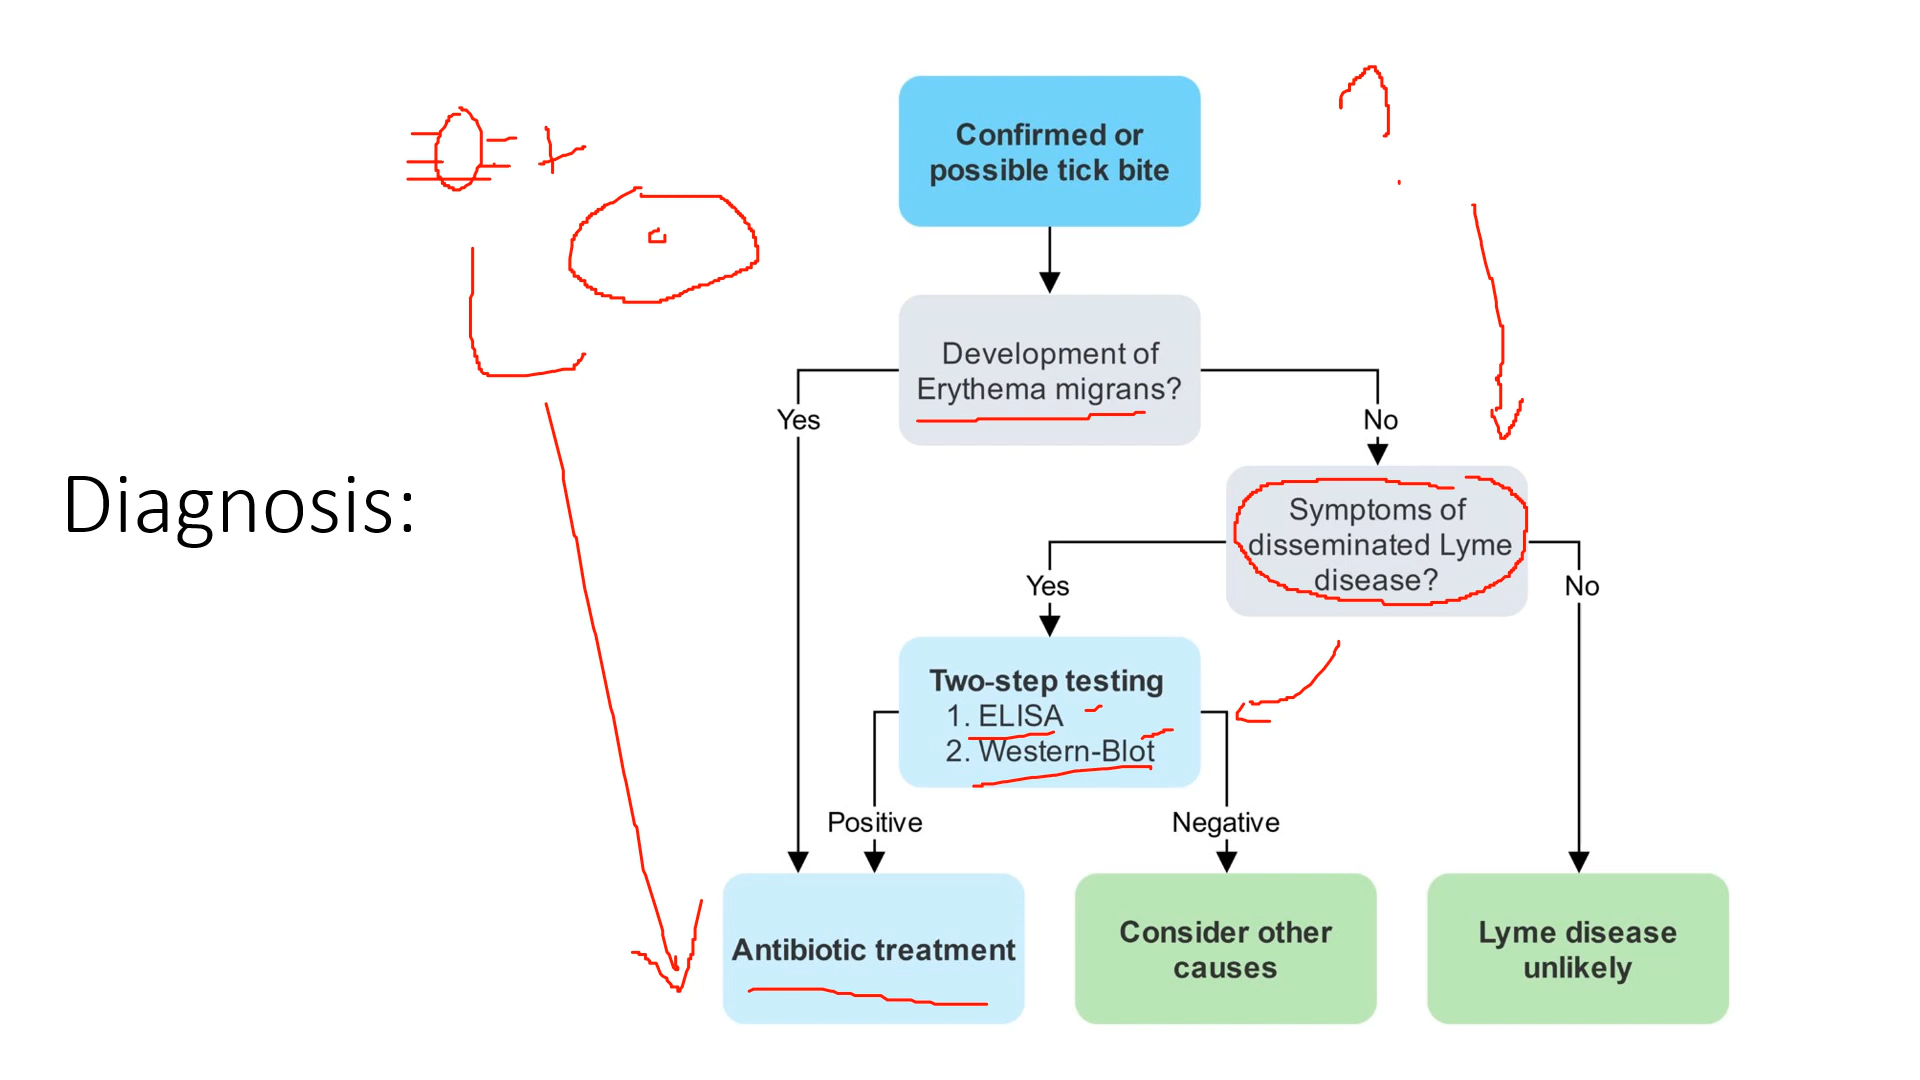 Diagnosis:
Confirmed or
possible tick bite
Development of
Erythema migrans?
Yes
No
Symptoms of
disseminated Lyme
disease?
Yes
No
Two-step testing
1. ELISA
2. Western-Blot
Positive
Negative
Antibiotic treatment
Consider other
causes
Lyme disease
unlikely